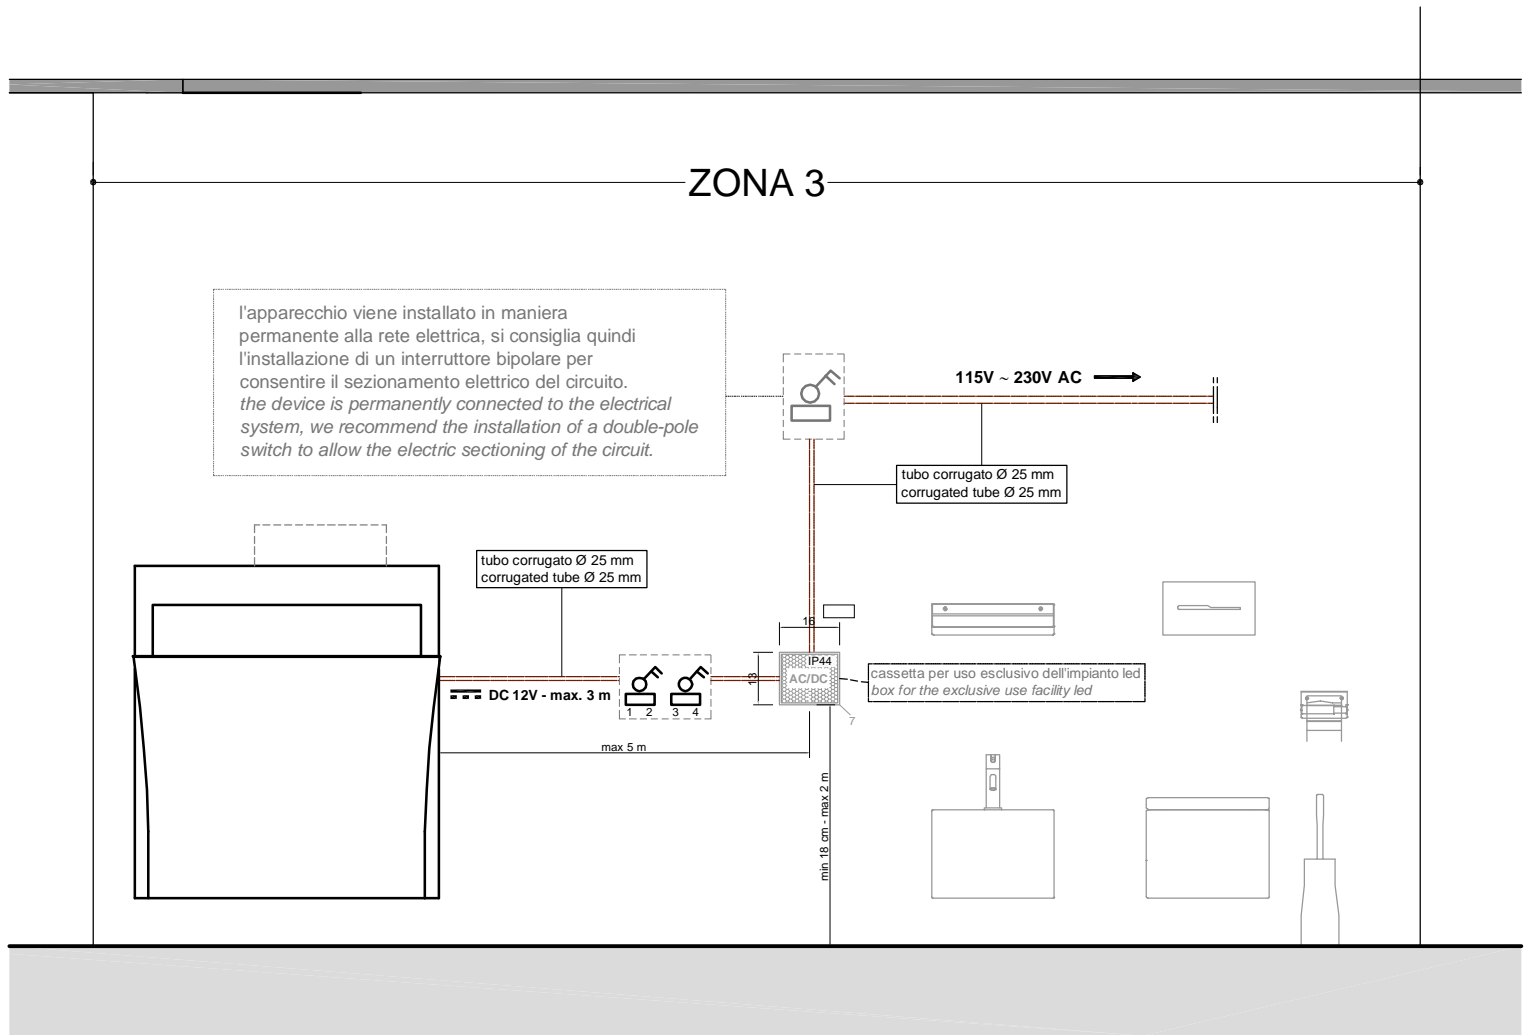 ZONA 3
l'apparecchio viene installato in maniera
permanente alla rete elettrica, si consiglia quindi
l'installazione di un interruttore bipolare per
consentire il sezionamento elettrico del circuito.
the device is permanently connected to the electrical
system, we recommend the installation of a double-pole
switch to allow the electric sectioning of the circuit.
115V ~ 230V AC
tubo corrugato Ø 25 mm
corrugated tube Ø 25 mm
tubo corrugato Ø 25 mm
corrugated tube Ø 25 mm
16
13
IP44
AC/DC
cassetta per uso esclusivo dell'impianto led
box for the exclusive use facility led
DC 12V - max. 3 m
1 2 3 4
7
max 5 m
min 18 cm - max 2 m